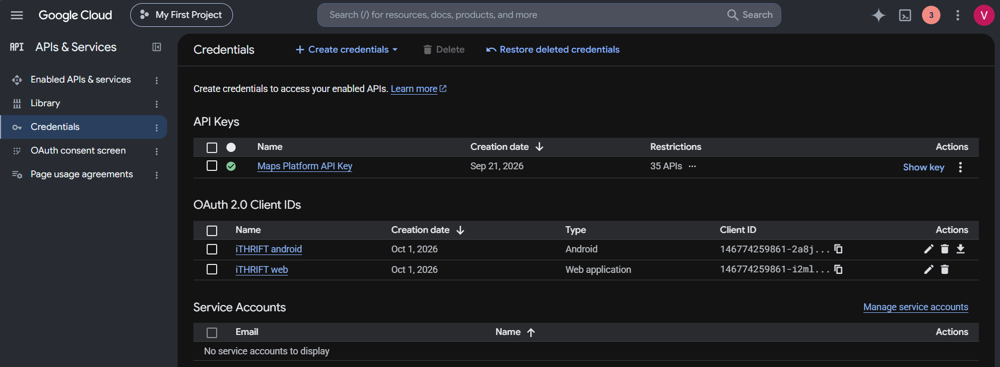 Google Cloud My First Project Search (/) for resources, docs, products, and more Search 3 V
API APIs & Services
Enabled APIs & services
Library
Credentials
OAuth consent screen
Page usage agreements
Credentials + Create credentials Delete Restore deleted credentials
Create credentials to access your enabled APIs. Learn more
API Keys
Name Creation date Restrictions Actions
Maps Platform API Key Sep 21, 2026 35 APIs ... Show key
OAuth 2.0 Client IDs
Name Creation date Type Client ID Actions
iTHRIFT android Oct 1, 2026 Android 146774259861-2a8j...
iTHRIFT web Oct 1, 2026 Web application 146774259861-i2ml...
Service Accounts Manage service accounts
Email Name Actions
No service accounts to display